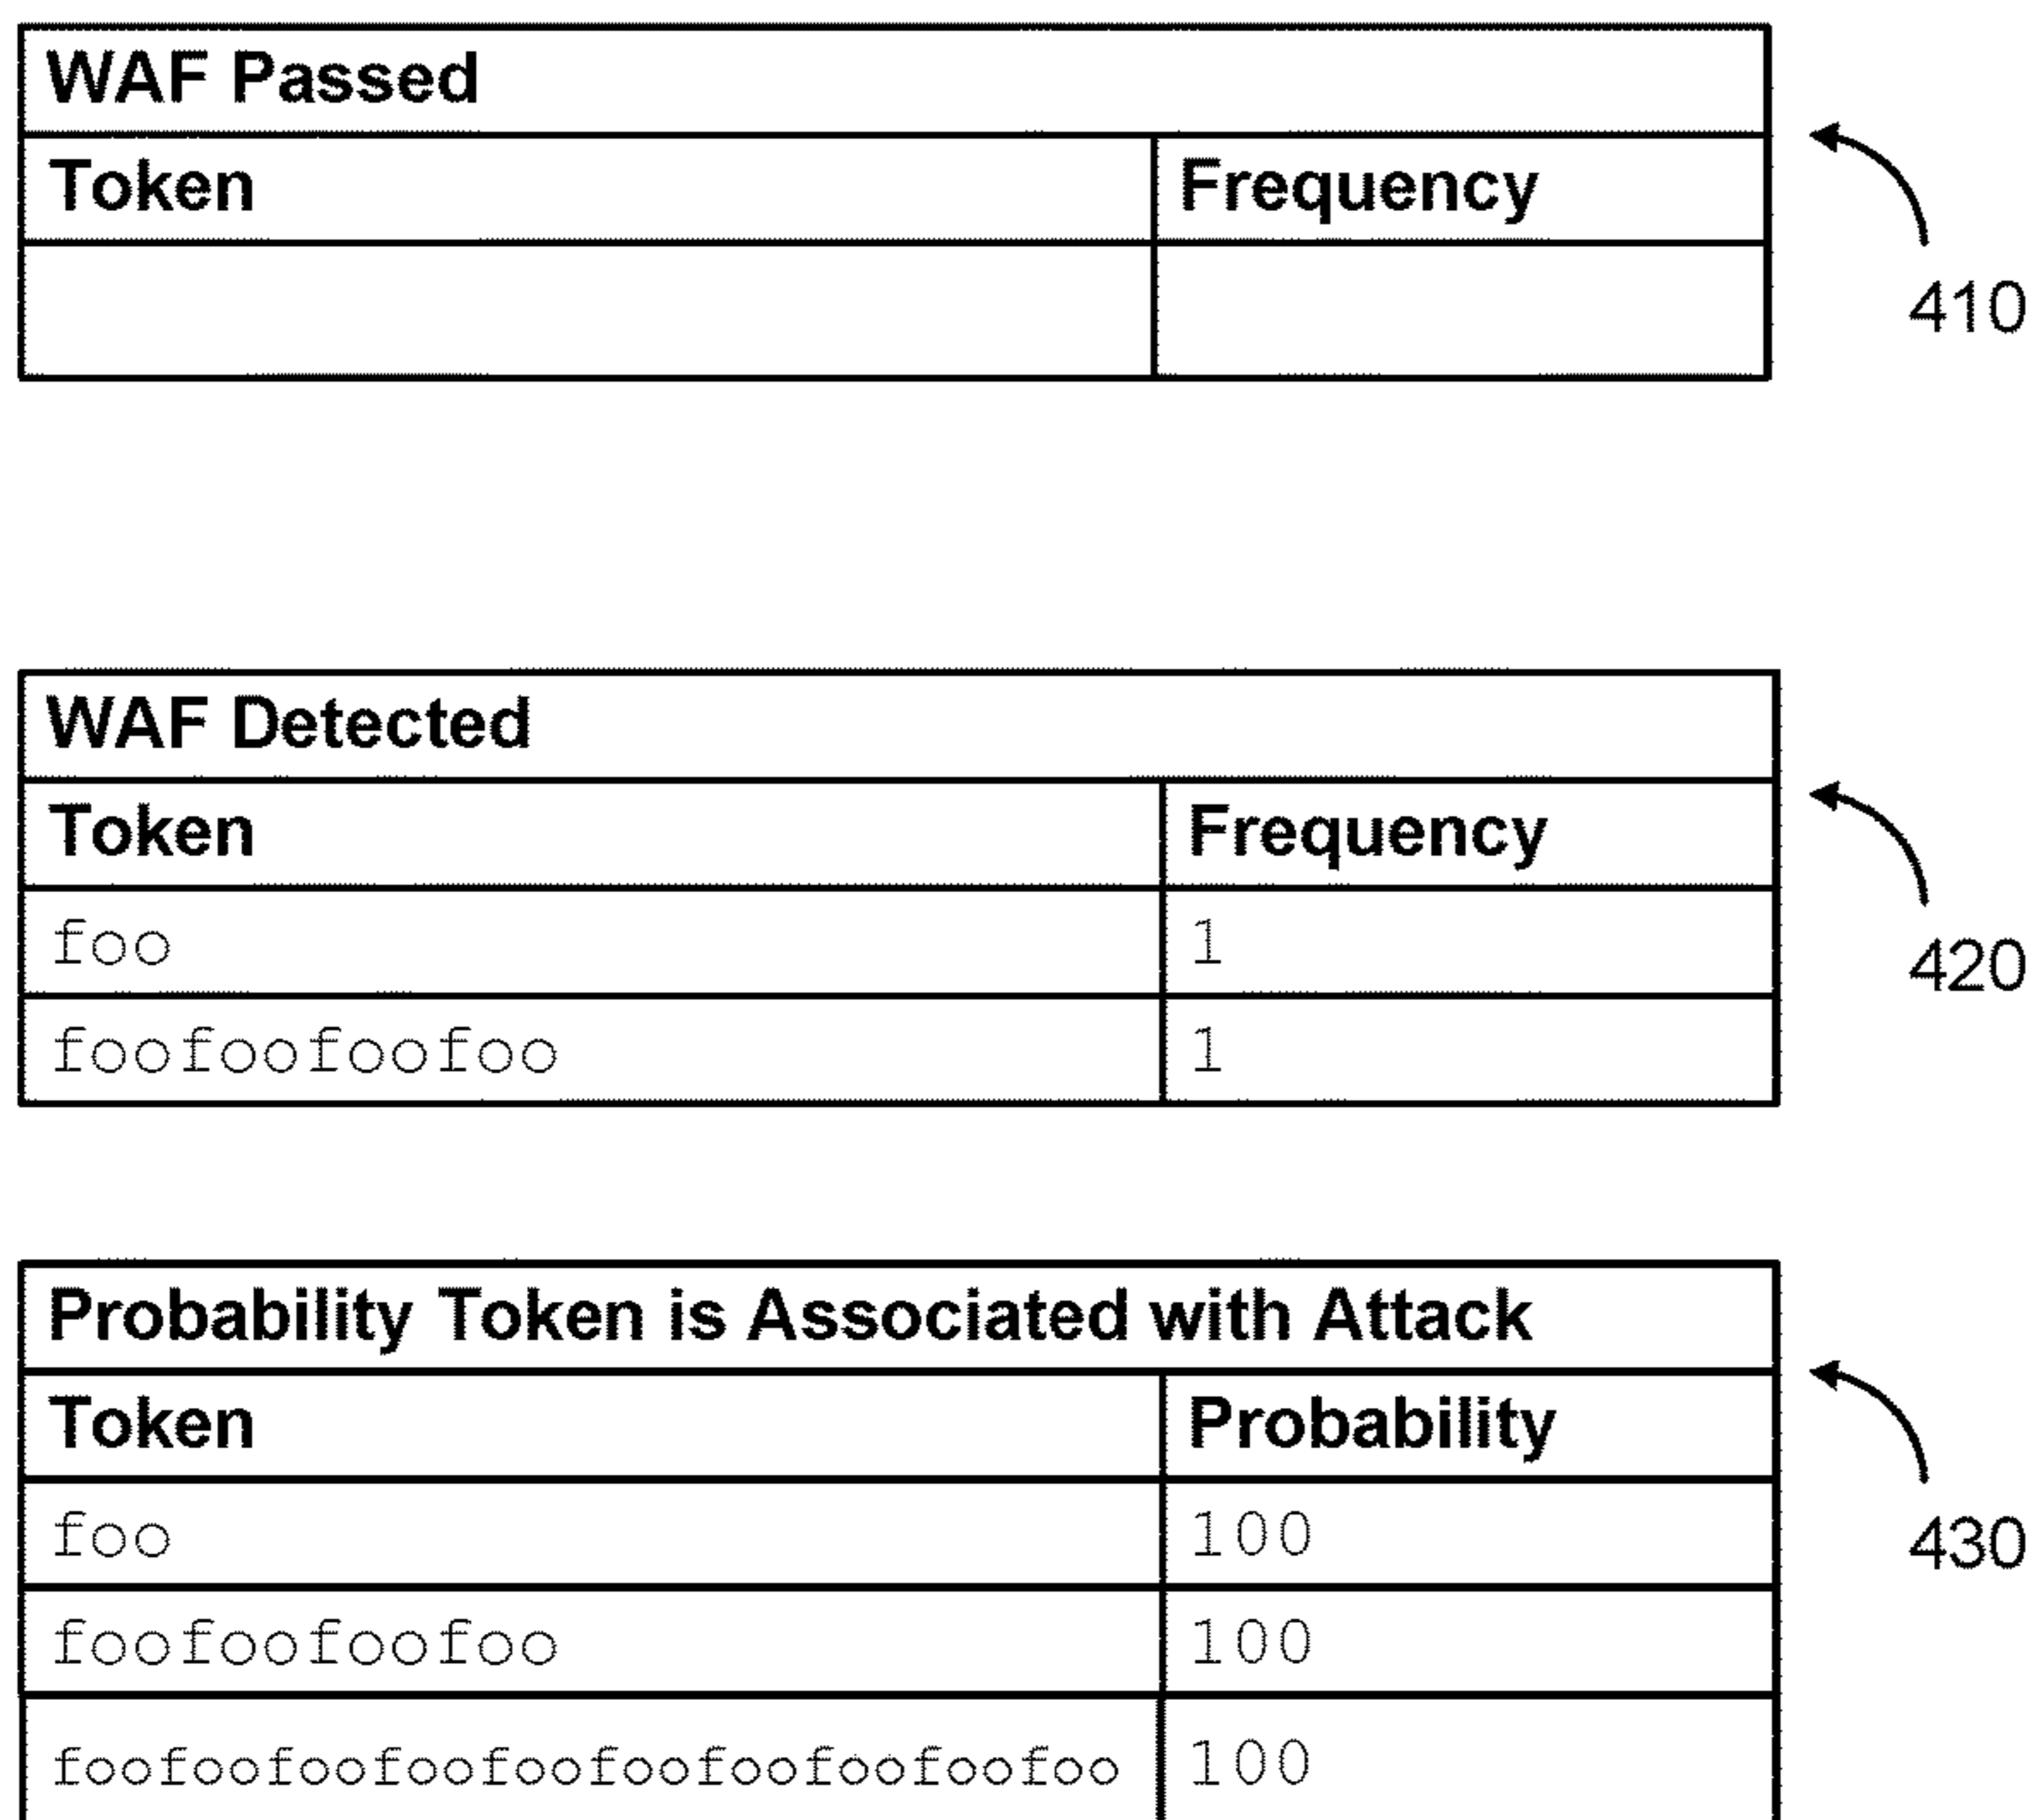 WAF Passed
Token Frequency
410
WAF Detected
Token Frequency
foo 1
420
foofoofoofoo 1
Probability Token is Associated with Attack
Token Probability
foo 100
430
foofoofoofoo 100
foofoofoofoofoofoofoofoofoofoo 100